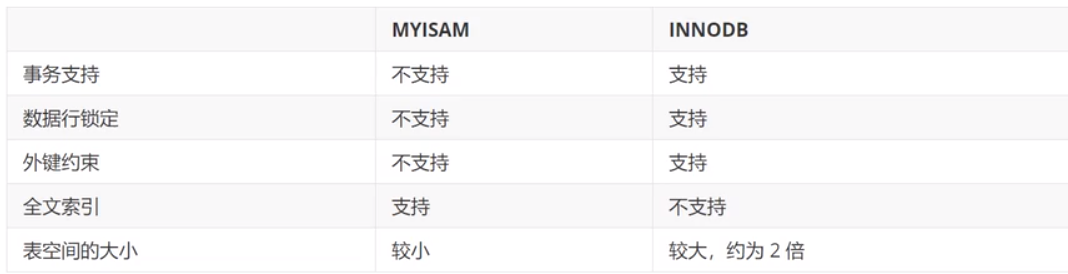 MYISAM INNODB
事务支持 不支持 支持
数据行锁定 不支持 支持
外键约束 不支持 支持
全文索引 支持 不支持
表空间的大小 较小 较大，约为 2 倍